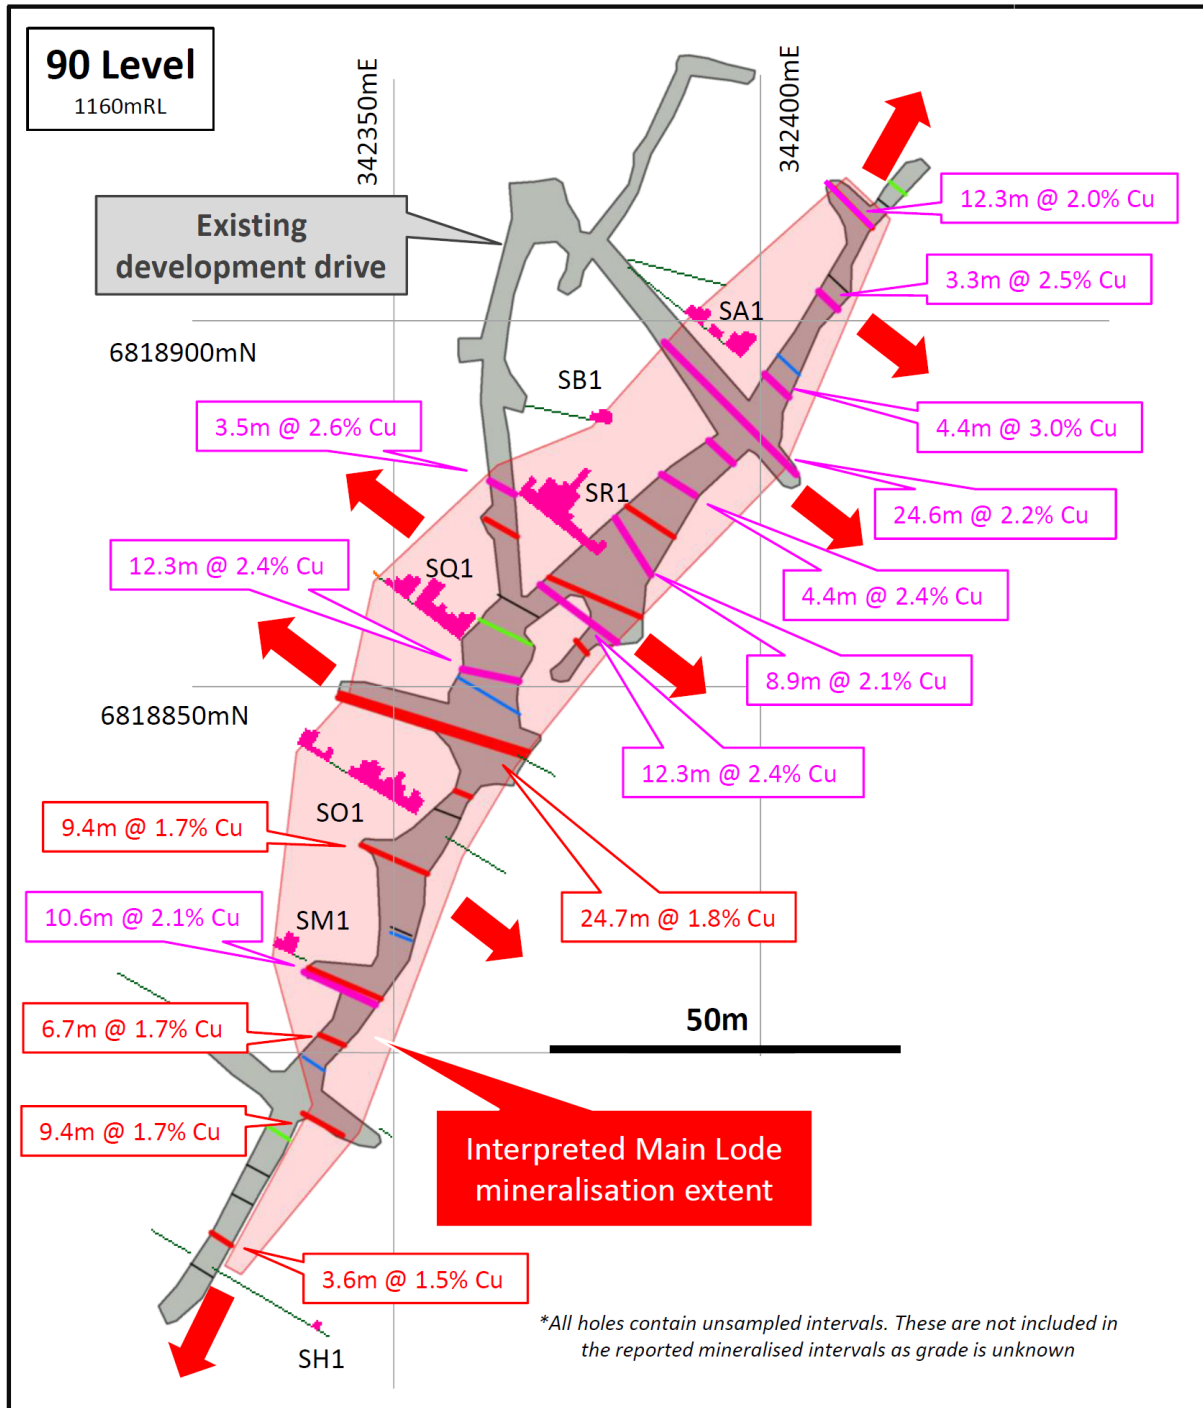 90 Level
1160mRL
342350mE
342400mE
Existing
development drive
12.3m @ 2.0% Cu
3.3m @ 2.5% Cu
SA1
6818900mN
SB1
3.5m @ 2.6% Cu
4.4m @ 3.0% Cu
SR1
24.6m @ 2.2% Cu
12.3m @ 2.4% Cu
SQ1
4.4m @ 2.4% Cu
8.9m @ 2.1% Cu
6818850mN
12.3m @ 2.4% Cu
SO1
9.4m @ 1.7% Cu
24.7m @ 1.8% Cu
10.6m @ 2.1% Cu
SM1
6.7m @ 1.7% Cu
50m
9.4m @ 1.7% Cu
Interpreted Main Lode
mineralisation extent
3.6m @ 1.5% Cu
SH1
*All holes contain unsampled intervals. These are not included in
the reported mineralised intervals as grade is unknown